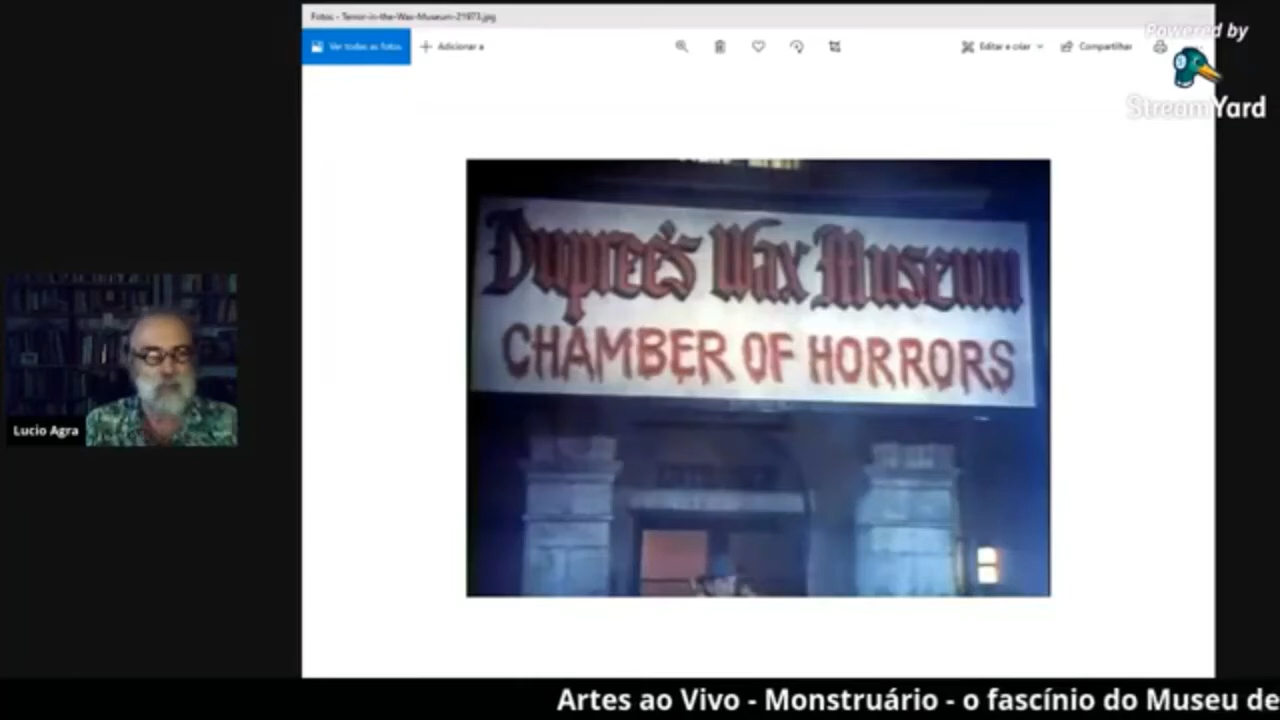 Fotos - Terror-in-the-Wax-Museum-21973.jpg
Ver todas as fotos
Adicionar a
Editar e criar
Compartilhar
Powered by
StreamYard
Dupree's Wax Museum
CHAMBER OF HORRORS
Lucio Agra
Artes ao Vivo - Monstruário - o fascínio do Museu de